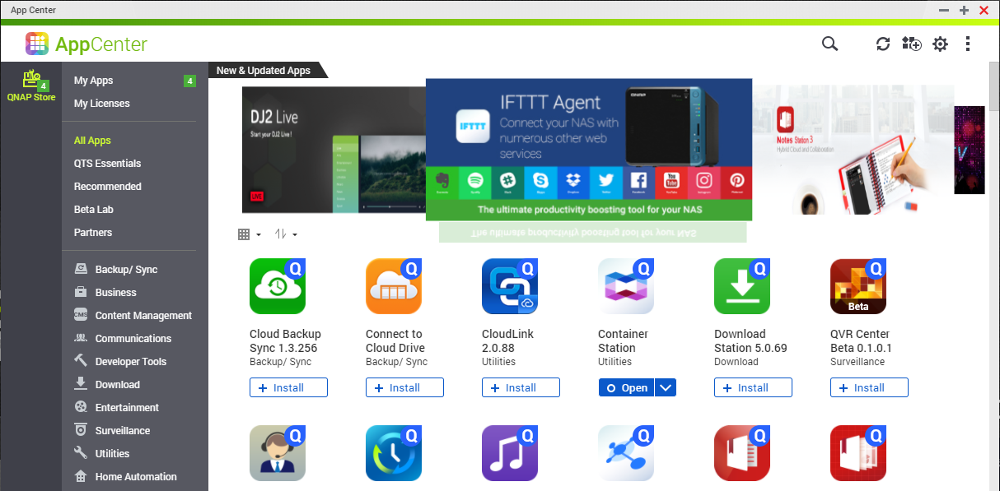 App Center
AppCenter
4
QNAP Store
My Apps 4
My Licenses
All Apps
QTS Essentials
Recommended
Beta Lab
Partners
Backup/ Sync
Business
CMS Content Management
Communications
Developer Tools
Download
Entertainment
Surveillance
Utilities
Home Automation
New & Updated Apps
DJ2 Live
Start your DJ2 Live !
LIVE
IFTTT Agent
IFTTT
Connect your NAS with
numerous other web
services
QNAP
You
Tube
The ultimate productivity boosting tool for your NAS
Notes Station 3
Hybrid Cloud and Collaboration
TV
Q
Cloud Backup
Sync 1.3.256
Backup/ Sync
+ Install
Q
Connect to
Cloud Drive
Backup/ Sync
+ Install
Q
CloudLink
2.0.88
Utilities
+ Install
Q
Container
Station
Utilities
Open
Q
Download
Station 5.0.69
Download
+ Install
Q
Beta
QVR Center
Beta 0.1.0.1
Surveillance
+ Install
Q
Q
Q
Q
Q
Q